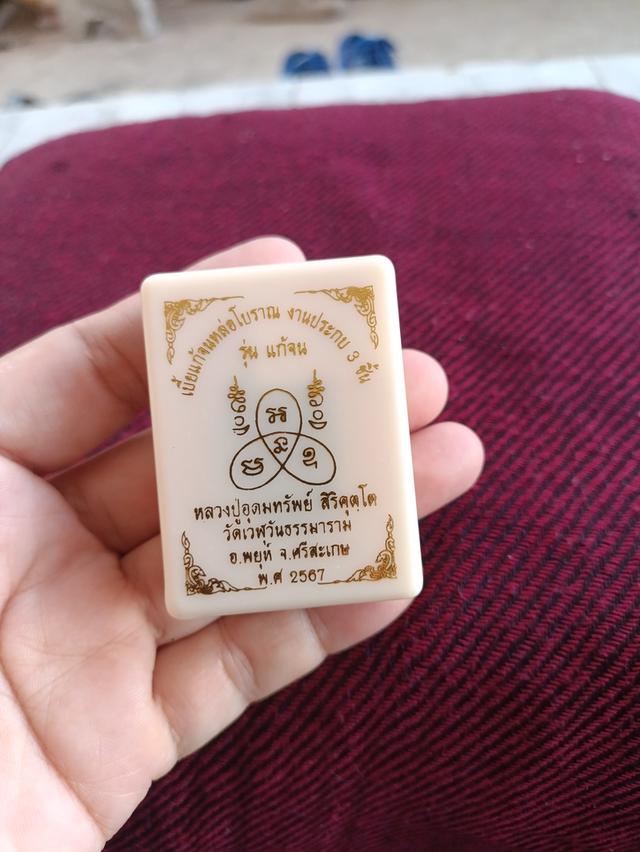 เบี้ยแก้จนหล่อโบราณ งานประกบ 3 ชิ้น
รุ่น แก้จน
หลวงปู่อุดมทรัพย์ สิริคุตฺโต
วัดเวฬุวันธรรมาราม
อ.พยุห์ จ.ศรีสะเกษ
พ.ศ 2567